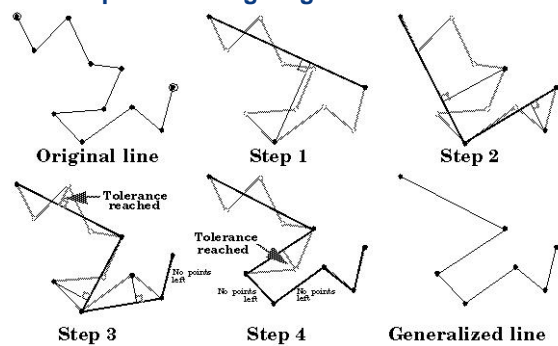 Original line
Step 1
Step 2
Tolerance
reached
No points
left
Step 3
Tolerance
reached
No points
left
No points
left
Step 4
Generalized line